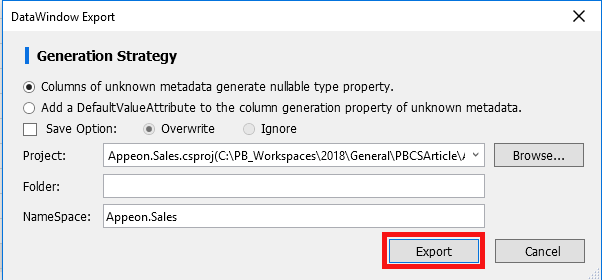 DataWindow Export
Generation Strategy
Columns of unknown metadata generate nullable type property.
Add a DefaultValueAttribute to the column generation property of unknown metadata.
Save Option: Overwrite Ignore
Project: Appeon.Sales.csproj(C:\PB_Workspaces\2018\General\PBCSArticle\A Browse...
Folder:
NameSpace: Appeon.Sales
Export Cancel